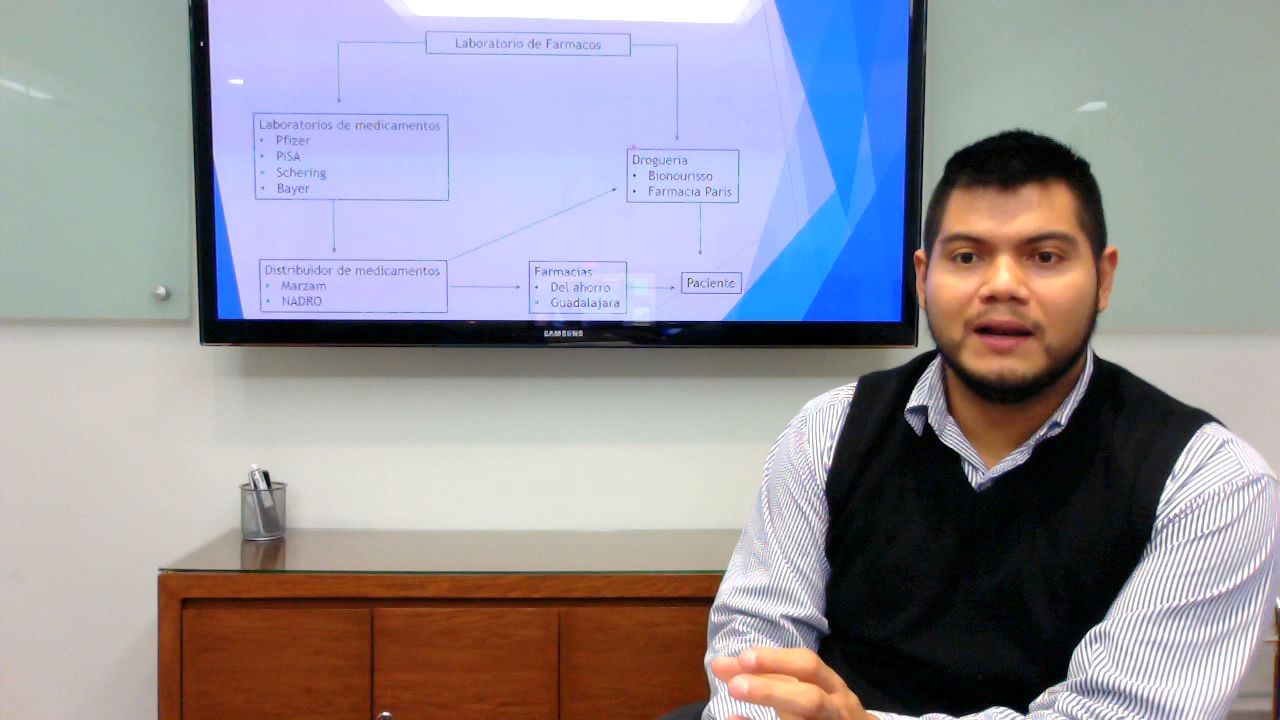 Laboratorio de Farmacos
Laboratorios de medicamentos
• Pfizer
• PiSA
• Schering
• Bayer
Drogueria
• Bionourisso
• Farmacia Paris
Distribuidor de medicamentos
• Marzam
• NADRO
Farmacias
• Del ahorro
• Guadalajara
Paciente
SAMSUNG